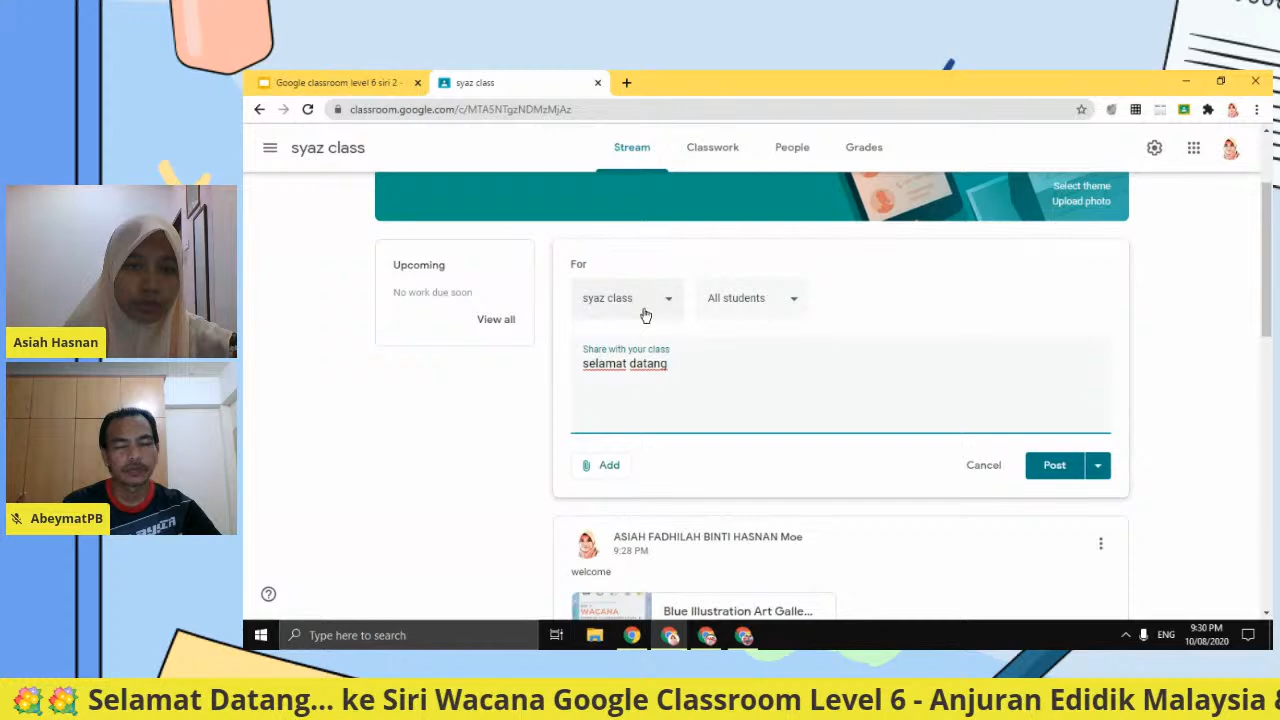 Google classroom level 6 siri 2 -
syaz class
classroom.google.com/c/MTA5NTgzNDMzMjAz
syaz class
Stream
Classwork
People
Grades
Select theme
Upload photo
Upcoming
No work due soon
View all
For
syaz class
All students
Share with your class
selamat datang
Add
Cancel
Post
ASIAH FADHILAH BINTI HASNAN Moe
9:28 PM
welcome
WACANA
Blue Illustration Art Galle...
Asiah Hasnan
AbeymatPB
Type here to search
ENG
9:30 PM
10/08/2020
Selamat Datang... ke Siri Wacana Google Classroom Level 6 - Anjuran Edidik Malaysia